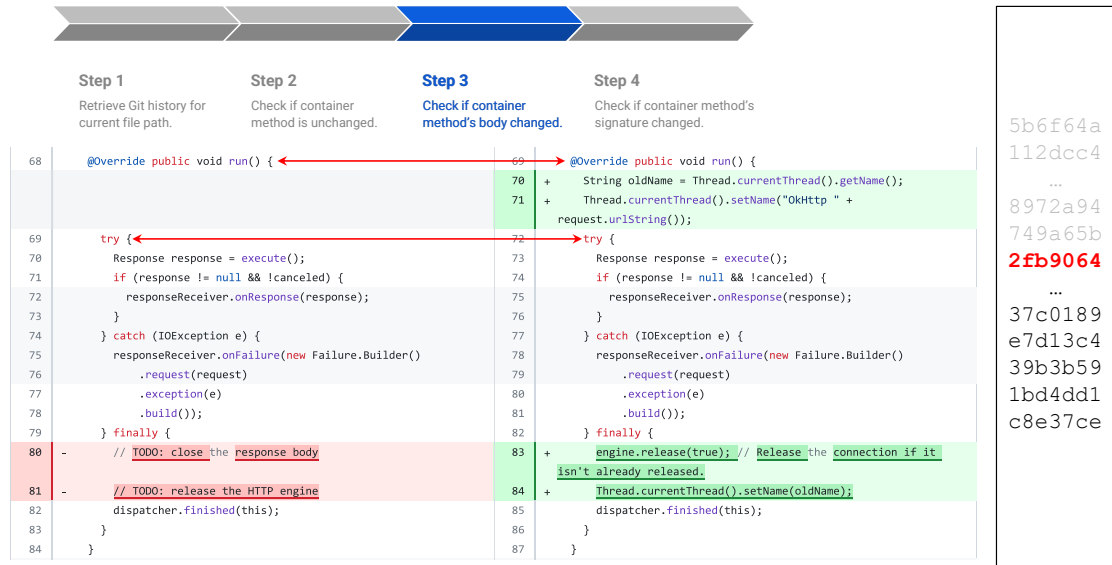 Step 1
Retrieve Git history for
current file path.
Step 2
Check if container
method is unchanged.
Step 3
Check if container
method's body changed.
Step 4
Check if container method's
signature changed.
68 @Override public void run() {
69 try {
70 Response response = execute();
71 if (response != null && !canceled) {
72 responseReceiver.onResponse(response);
73 }
74 } catch (IOException e) {
75 responseReceiver.onFailure(new Failure.Builder()
76 .request(request)
77 .exception(e)
78 .build());
79 } finally {
80 - // TODO: close the response body
81 - // TODO: release the HTTP engine
82 dispatcher.finished(this);
83 }
84 }
69 @Override public void run() {
70 + String oldName = Thread.currentThread().getName();
71 + Thread.currentThread().setName("OkHttp " +
request.urlString());
72 try {
73 Response response = execute();
74 if (response != null && !canceled) {
75 responseReceiver.onResponse(response);
76 }
77 } catch (IOException e) {
78 responseReceiver.onFailure(new Failure.Builder()
79 .request(request)
80 .exception(e)
81 .build());
82 } finally {
83 + engine.release(true); // Release the connection if it
isn't already released.
84 + Thread.currentThread().setName(oldName);
85 dispatcher.finished(this);
86 }
87 }
5b6f64a
112dcc4
…
8972a94
749a65b
2fb9064
…
37c0189
e7d13c4
39b3b59
1bd4dd1
c8e37ce